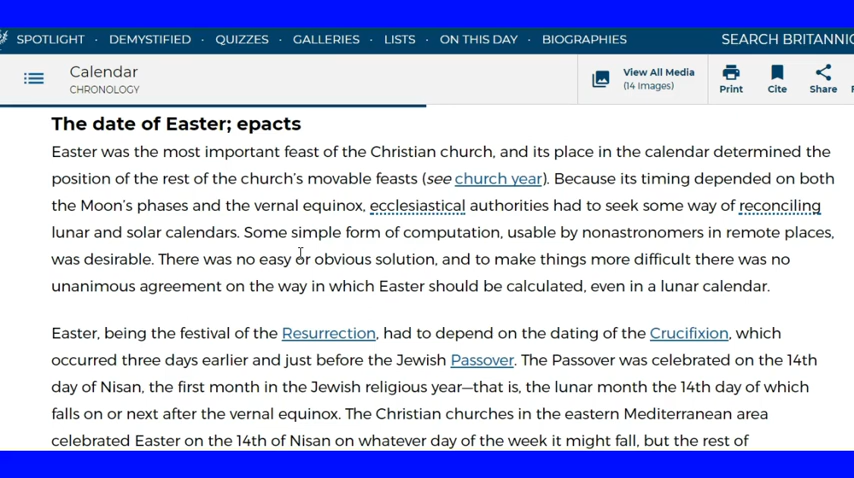 SPOTLIGHT · DEMYSTIFIED · QUIZZES · GALLERIES · LISTS · ON THIS DAY · BIOGRAPHIES SEARCH
Calendar
CHRONOLOGY
View All Media
(14 Images)
Print
Cite
Share
The date of Easter; epacts
Easter was the most important feast of the Christian church, and its place in the calendar determined the
position of the rest of the church's movable feasts (see church year). Because its timing depended on both
the Moon's phases and the vernal equinox, ecclesiastical authorities had to seek some way of reconciling
lunar and solar calendars. Some simple form of computation, usable by nonastronomers in remote places,
was desirable. There was no easy or obvious solution, and to make things more difficult there was no
unanimous agreement on the way in which Easter should be calculated, even in a lunar calendar.
Easter, being the festival of the Resurrection, had to depend on the dating of the Crucifixion, which
occurred three days earlier and just before the Jewish Passover. The Passover was celebrated on the 14th
day of Nisan, the first month in the Jewish religious year—that is, the lunar month the 14th day of which
falls on or next after the vernal equinox. The Christian churches in the eastern Mediterranean area
celebrated Easter on the 14th of Nisan on whatever day of the week it might fall, but the rest of